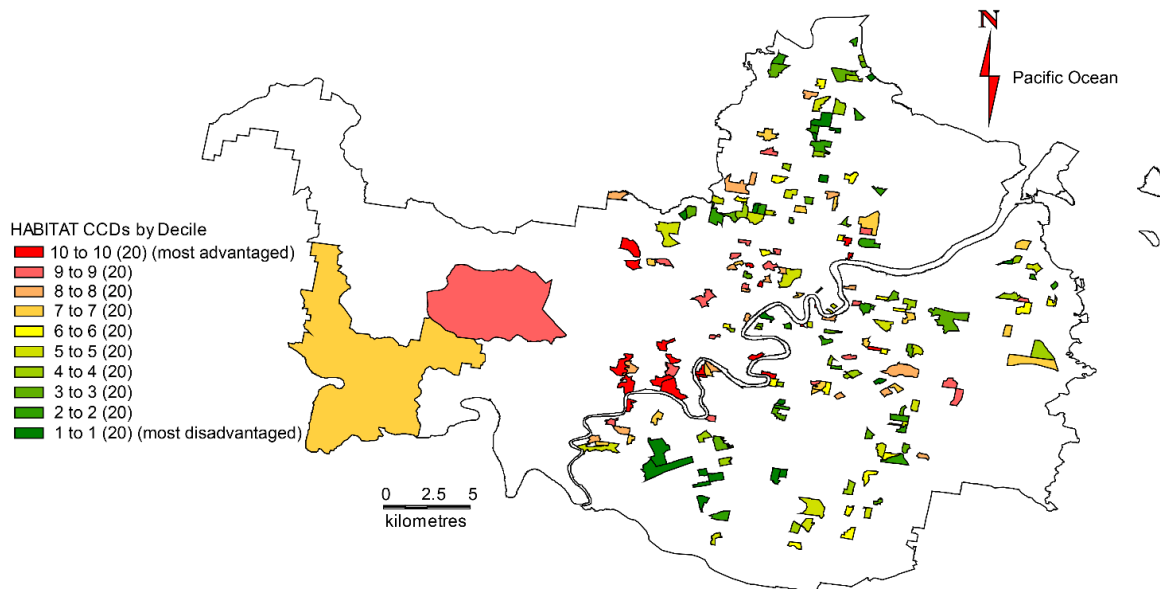 N
Pacific Ocean
HABITAT CCDs by Decile
10 to 10 (20) (most advantaged)
9 to 9 (20)
8 to 8 (20)
7 to 7 (20)
6 to 6 (20)
5 to 5 (20)
4 to 4 (20)
3 to 3 (20)
2 to 2 (20)
1 to 1 (20) (most disadvantaged)
0 2.5 5
kilometres